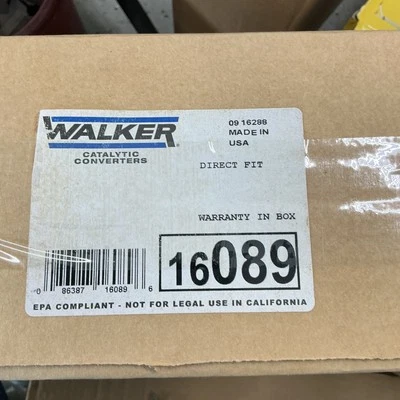 WALKER
CATALYTIC
CONVERTERS
09 16288
MADE IN
USA
DIRECT FIT
WARRANTY IN BOX
16089
0 86387 16089 6
EPA COMPLIANT - NOT FOR LEGAL USE IN CALIFORNIA